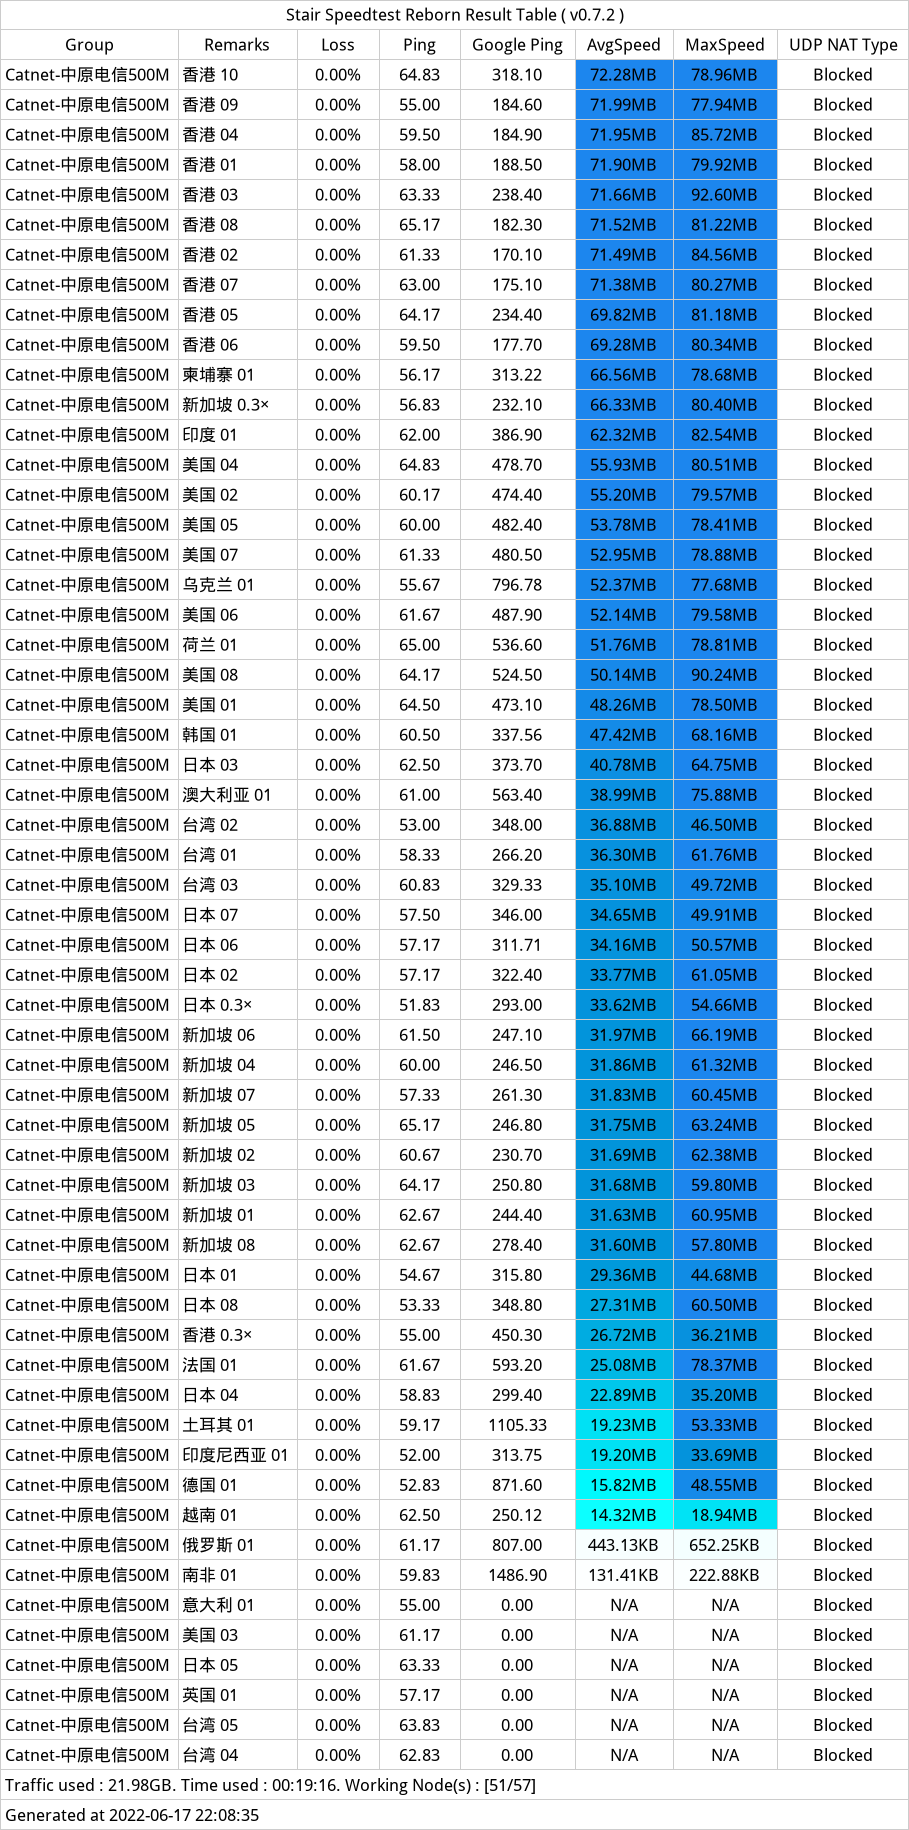 Stair Speedtest Reborn Result Table ( v0.7.2 )
Group Remarks Loss Ping Google Ping AvgSpeed MaxSpeed UDP NAT Type
Catnet-中原电信500M 香港 10 0.00% 64.83 318.10 72.28MB 78.96MB Blocked
Catnet-中原电信500M 香港 09 0.00% 55.00 184.60 71.99MB 77.94MB Blocked
Catnet-中原电信500M 香港 04 0.00% 59.50 184.90 71.95MB 85.72MB Blocked
Catnet-中原电信500M 香港 01 0.00% 58.00 188.50 71.90MB 79.92MB Blocked
Catnet-中原电信500M 香港 03 0.00% 63.33 238.40 71.66MB 92.60MB Blocked
Catnet-中原电信500M 香港 08 0.00% 65.17 182.30 71.52MB 81.22MB Blocked
Catnet-中原电信500M 香港 02 0.00% 61.33 170.10 71.49MB 84.56MB Blocked
Catnet-中原电信500M 香港 07 0.00% 63.00 175.10 71.38MB 80.27MB Blocked
Catnet-中原电信500M 香港 05 0.00% 64.17 234.40 69.82MB 81.18MB Blocked
Catnet-中原电信500M 香港 06 0.00% 59.50 177.70 69.28MB 80.34MB Blocked
Catnet-中原电信500M 柬埔寨 01 0.00% 56.17 313.22 66.56MB 78.68MB Blocked
Catnet-中原电信500M 新加坡 0.3× 0.00% 56.83 232.10 66.33MB 80.40MB Blocked
Catnet-中原电信500M 印度 01 0.00% 62.00 386.90 62.32MB 82.54MB Blocked
Catnet-中原电信500M 美国 04 0.00% 64.83 478.70 55.93MB 80.51MB Blocked
Catnet-中原电信500M 美国 02 0.00% 60.17 474.40 55.20MB 79.57MB Blocked
Catnet-中原电信500M 美国 05 0.00% 60.00 482.40 53.78MB 78.41MB Blocked
Catnet-中原电信500M 美国 07 0.00% 61.33 480.50 52.95MB 78.88MB Blocked
Catnet-中原电信500M 乌克兰 01 0.00% 55.67 796.78 52.37MB 77.68MB Blocked
Catnet-中原电信500M 美国 06 0.00% 61.67 487.90 52.14MB 79.58MB Blocked
Catnet-中原电信500M 荷兰 01 0.00% 65.00 536.60 51.76MB 78.81MB Blocked
Catnet-中原电信500M 美国 08 0.00% 64.17 524.50 50.14MB 90.24MB Blocked
Catnet-中原电信500M 美国 01 0.00% 64.50 473.10 48.26MB 78.50MB Blocked
Catnet-中原电信500M 韩国 01 0.00% 60.50 337.56 47.42MB 68.16MB Blocked
Catnet-中原电信500M 日本 03 0.00% 62.50 373.70 40.78MB 64.75MB Blocked
Catnet-中原电信500M 澳大利亚 01 0.00% 61.00 563.40 38.99MB 75.88MB Blocked
Catnet-中原电信500M 台湾 02 0.00% 53.00 348.00 36.88MB 46.50MB Blocked
Catnet-中原电信500M 台湾 01 0.00% 58.33 266.20 36.30MB 61.76MB Blocked
Catnet-中原电信500M 台湾 03 0.00% 60.83 329.33 35.10MB 49.72MB Blocked
Catnet-中原电信500M 日本 07 0.00% 57.50 346.00 34.65MB 49.91MB Blocked
Catnet-中原电信500M 日本 06 0.00% 57.17 311.71 34.16MB 50.57MB Blocked
Catnet-中原电信500M 日本 02 0.00% 57.17 322.40 33.77MB 61.05MB Blocked
Catnet-中原电信500M 日本 0.3× 0.00% 51.83 293.00 33.62MB 54.66MB Blocked
Catnet-中原电信500M 新加坡 06 0.00% 61.50 247.10 31.97MB 66.19MB Blocked
Catnet-中原电信500M 新加坡 04 0.00% 60.00 246.50 31.86MB 61.32MB Blocked
Catnet-中原电信500M 新加坡 07 0.00% 57.33 261.30 31.83MB 60.45MB Blocked
Catnet-中原电信500M 新加坡 05 0.00% 65.17 246.80 31.75MB 63.24MB Blocked
Catnet-中原电信500M 新加坡 02 0.00% 60.67 230.70 31.69MB 62.38MB Blocked
Catnet-中原电信500M 新加坡 03 0.00% 64.17 250.80 31.68MB 59.80MB Blocked
Catnet-中原电信500M 新加坡 01 0.00% 62.67 244.40 31.63MB 60.95MB Blocked
Catnet-中原电信500M 新加坡 08 0.00% 62.67 278.40 31.60MB 57.80MB Blocked
Catnet-中原电信500M 日本 01 0.00% 54.67 315.80 29.36MB 44.68MB Blocked
Catnet-中原电信500M 日本 08 0.00% 53.33 348.80 27.31MB 60.50MB Blocked
Catnet-中原电信500M 香港 0.3× 0.00% 55.00 450.30 26.72MB 36.21MB Blocked
Catnet-中原电信500M 法国 01 0.00% 61.67 593.20 25.08MB 78.37MB Blocked
Catnet-中原电信500M 日本 04 0.00% 58.83 299.40 22.89MB 35.20MB Blocked
Catnet-中原电信500M 土耳其 01 0.00% 59.17 1105.33 19.23MB 53.33MB Blocked
Catnet-中原电信500M 印度尼西亚 01 0.00% 52.00 313.75 19.20MB 33.69MB Blocked
Catnet-中原电信500M 德国 01 0.00% 52.83 871.60 15.82MB 48.55MB Blocked
Catnet-中原电信500M 越南 01 0.00% 62.50 250.12 14.32MB 18.94MB Blocked
Catnet-中原电信500M 俄罗斯 01 0.00% 61.17 807.00 443.13KB 652.25KB Blocked
Catnet-中原电信500M 南非 01 0.00% 59.83 1486.90 131.41KB 222.88KB Blocked
Catnet-中原电信500M 意大利 01 0.00% 55.00 0.00 N/A N/A Blocked
Catnet-中原电信500M 美国 03 0.00% 61.17 0.00 N/A N/A Blocked
Catnet-中原电信500M 日本 05 0.00% 63.33 0.00 N/A N/A Blocked
Catnet-中原电信500M 英国 01 0.00% 57.17 0.00 N/A N/A Blocked
Catnet-中原电信500M 台湾 05 0.00% 63.83 0.00 N/A N/A Blocked
Catnet-中原电信500M 台湾 04 0.00% 62.83 0.00 N/A N/A Blocked
Traffic used : 21.98GB. Time used : 00:19:16. Working Node(s) : [51/57]
Generated at 2022-06-17 22:08:35